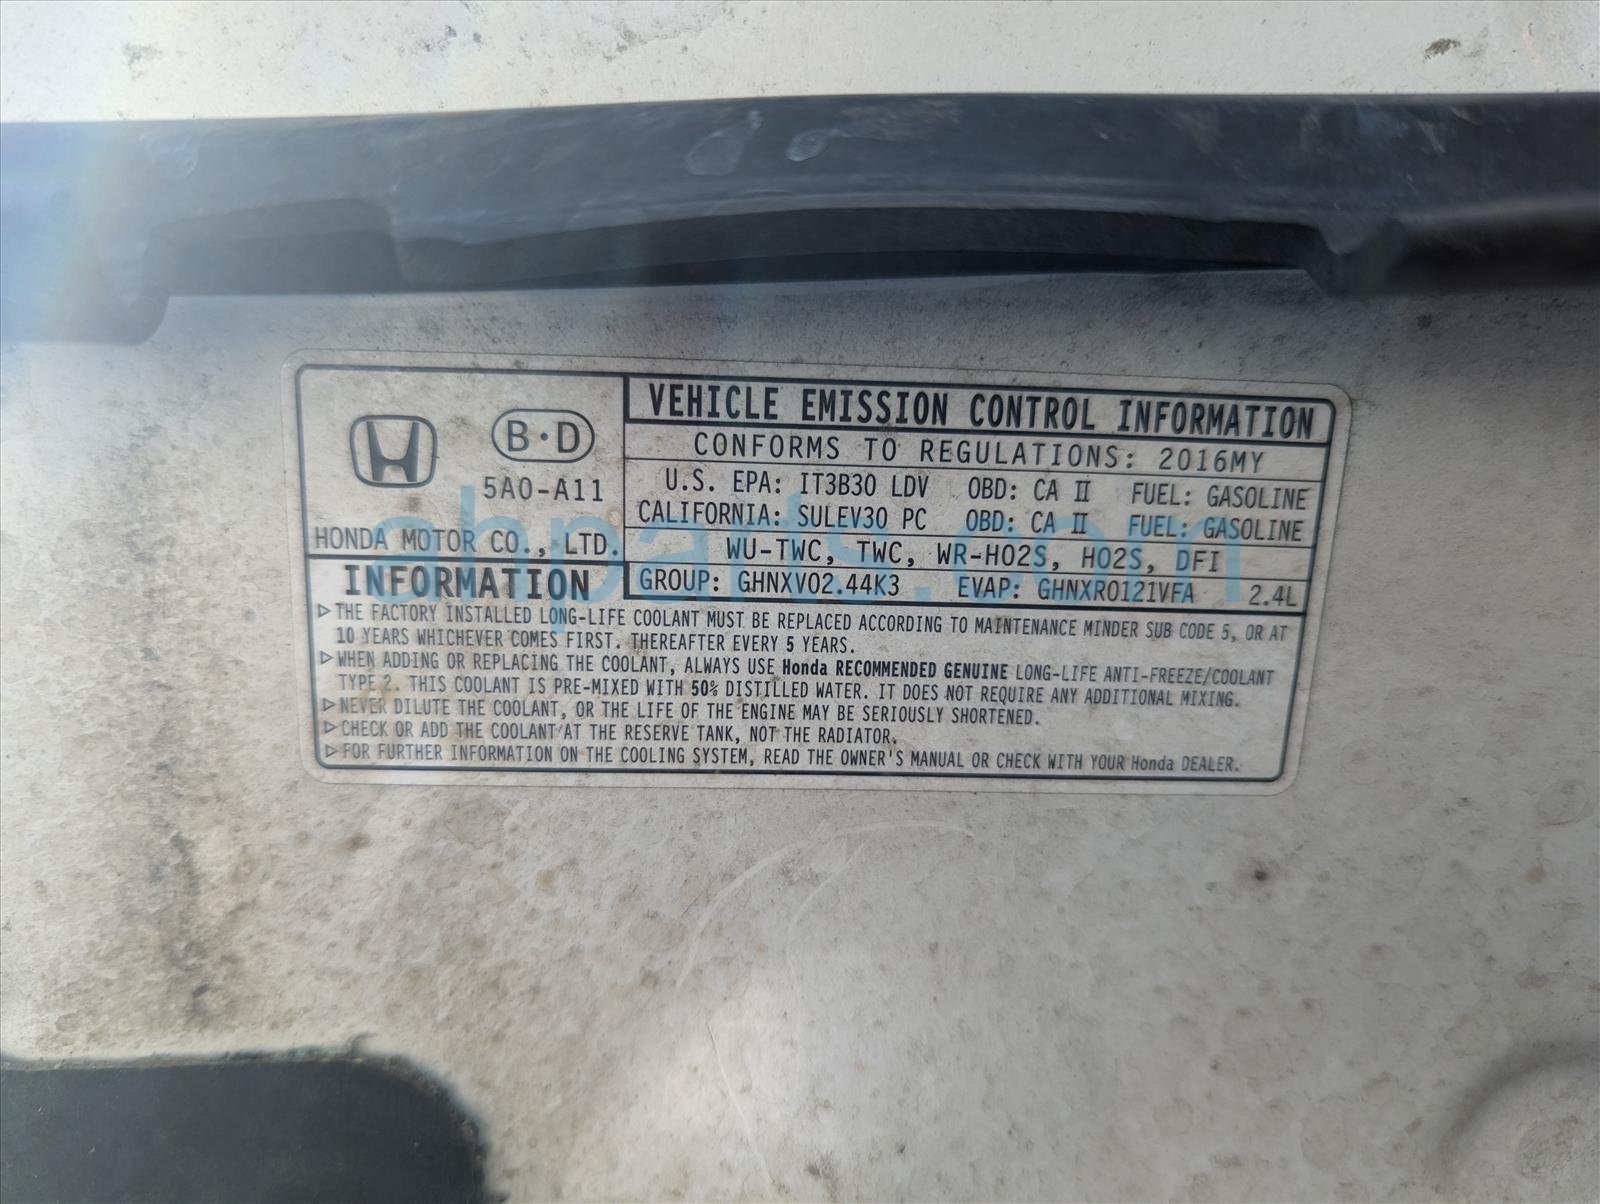 B·D
5A0-A11
HONDA MOTOR CO., LTD.
VEHICLE EMISSION CONTROL INFORMATION
CONFORMS TO REGULATIONS: 2016MY
U.S. EPA: IT3B30 LDV OBD: CA II FUEL: GASOLINE
CALIFORNIA: SULEV30 PC OBD: CA II FUEL: GASOLINE
WU-TWC, TWC, WR-HO2S, HO2S, DFI
GROUP: GHNXV02.44K3 EVAP: GHNXR0121VFA 2.4L
INFORMATION
▷THE FACTORY INSTALLED LONG-LIFE COOLANT MUST BE REPLACED ACCORDING TO MAINTENANCE MINDER SUB CODE 5, OR AT
10 YEARS WHICHEVER COMES FIRST. THEREAFTER EVERY 5 YEARS.
▷WHEN ADDING OR REPLACING THE COOLANT, ALWAYS USE Honda RECOMMENDED GENUINE LONG-LIFE ANTI-FREEZE/COOLANT
TYPE 2. THIS COOLANT IS PRE-MIXED WITH 50% DISTILLED WATER. IT DOES NOT REQUIRE ANY ADDITIONAL MIXING.
▷NEVER DILUTE THE COOLANT, OR THE LIFE OF THE ENGINE MAY BE SERIOUSLY SHORTENED.
▷CHECK OR ADD THE COOLANT AT THE RESERVE TANK, NOT THE RADIATOR.
▷FOR FURTHER INFORMATION ON THE COOLING SYSTEM, READ THE OWNER'S MANUAL OR CHECK WITH YOUR Honda DEALER.
ahparts.com